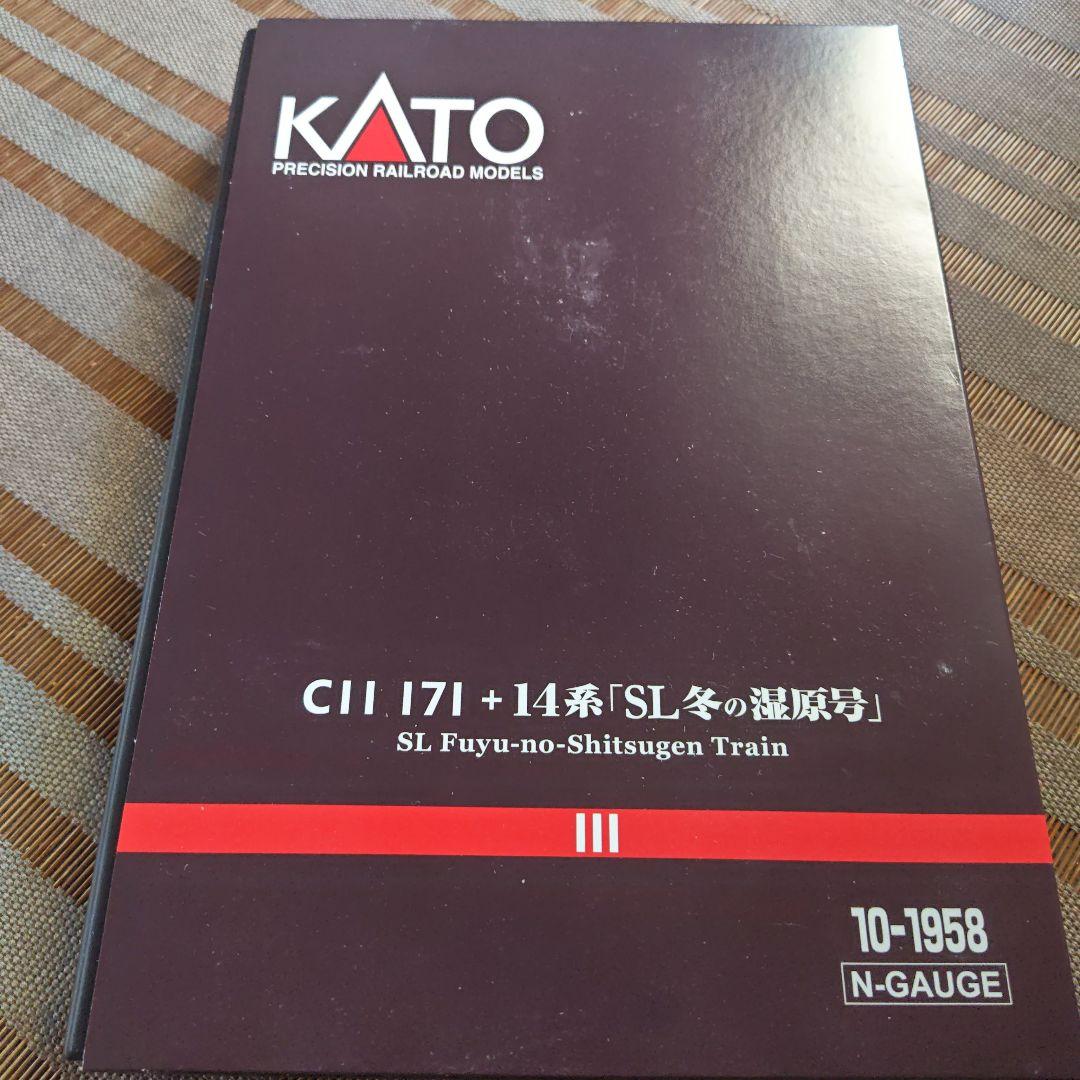 KATO
PRECISION RAILROAD MODELS
C11 171 + 14系「SL冬の湿原号」
SL Fuyu-no-Shitsugen Train
10-1958
N-GAUGE